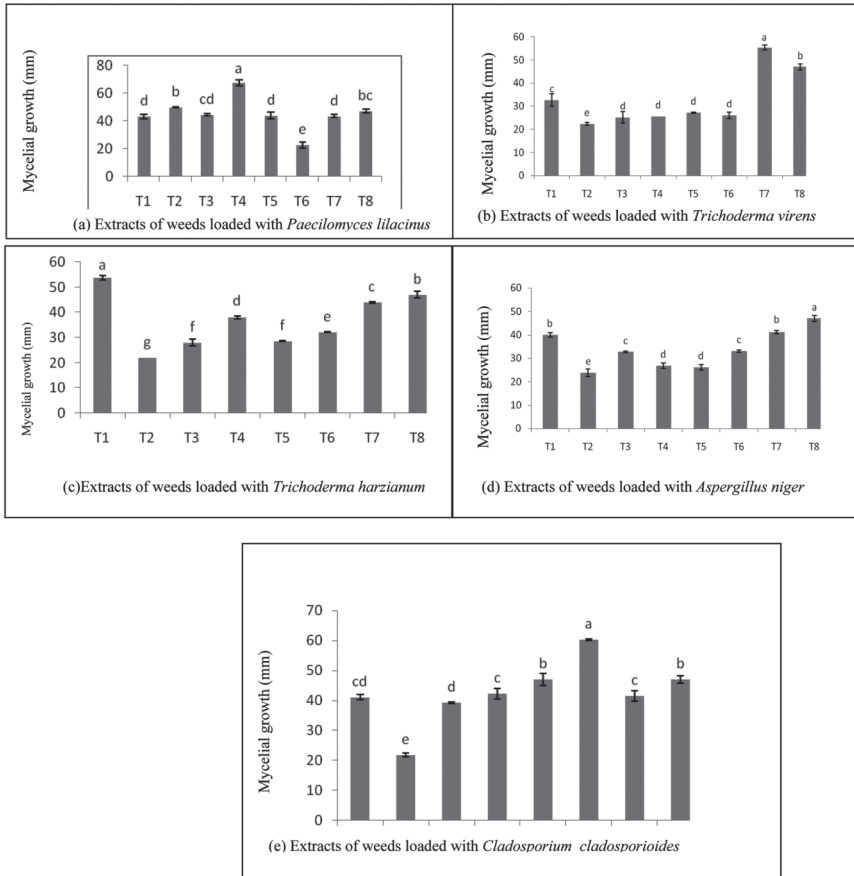 Mycelial growth (mm)
80
60
40
20
0
d b cd a d e d bc
T1 T2 T3 T4 T5 T6 T7 T8
(a) Extracts of weeds loaded with Paecilomyces lilacinus
Mycelial growth (mm)
60
50
40
30
20
10
0
c e d d d d a b
T1 T2 T3 T4 T5 T6 T7 T8
(b) Extracts of weeds loaded with Trichoderma virens
Mycelial growth (mm)
60
50
40
30
20
10
0
a g f d f e c b
T1 T2 T3 T4 T5 T6 T7 T8
(c)Extracts of weeds loaded with Trichoderma harzianum
Mycelial growth (mm)
60
50
40
30
20
10
0
b e c d d c b a
T1 T2 T3 T4 T5 T6 T7 T8
(d) Extracts of weeds loaded with Aspergillus niger
Mycelial growth (mm)
70
60
50
40
30
20
10
0
cd e d c b a c b
(e) Extracts of weeds loaded with Cladosporium cladosporioides